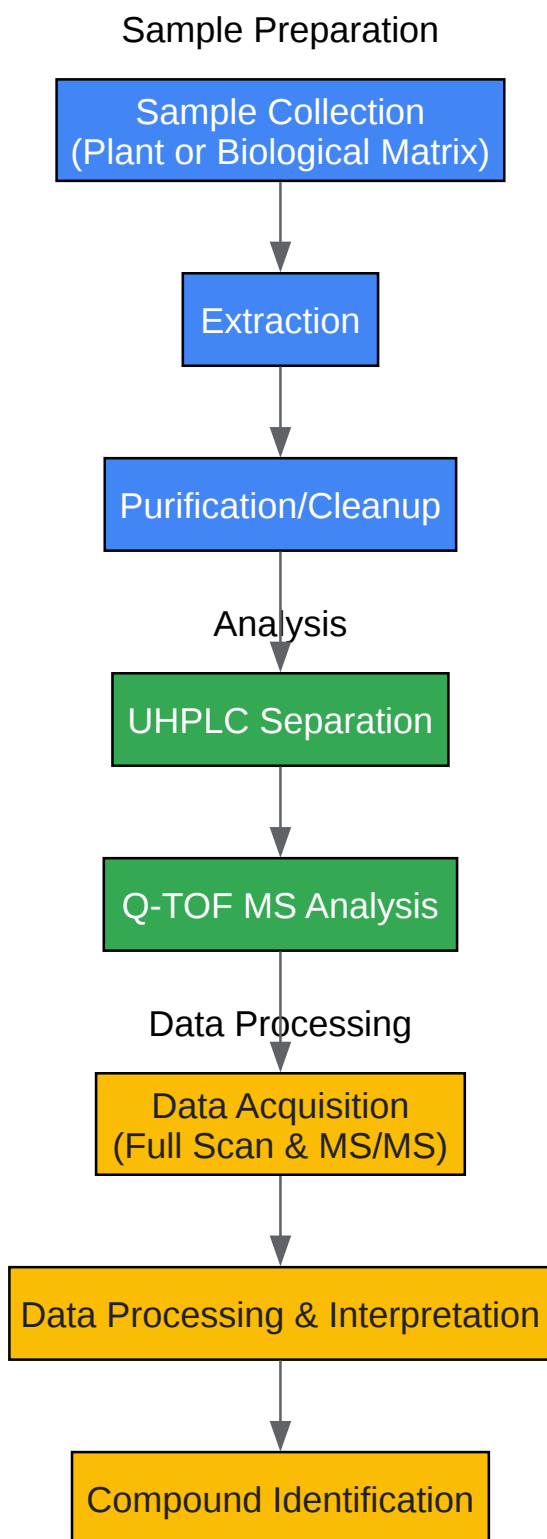 Sample Preparation
Sample Collection
(Plant or Biological Matrix)
Extraction
Purification/Cleanup
Analysis
UHPLC Separation
Q-TOF MS Analysis
Data Processing
Data Acquisition
(Full Scan & MS/MS)
Data Processing & Interpretation
Compound Identification